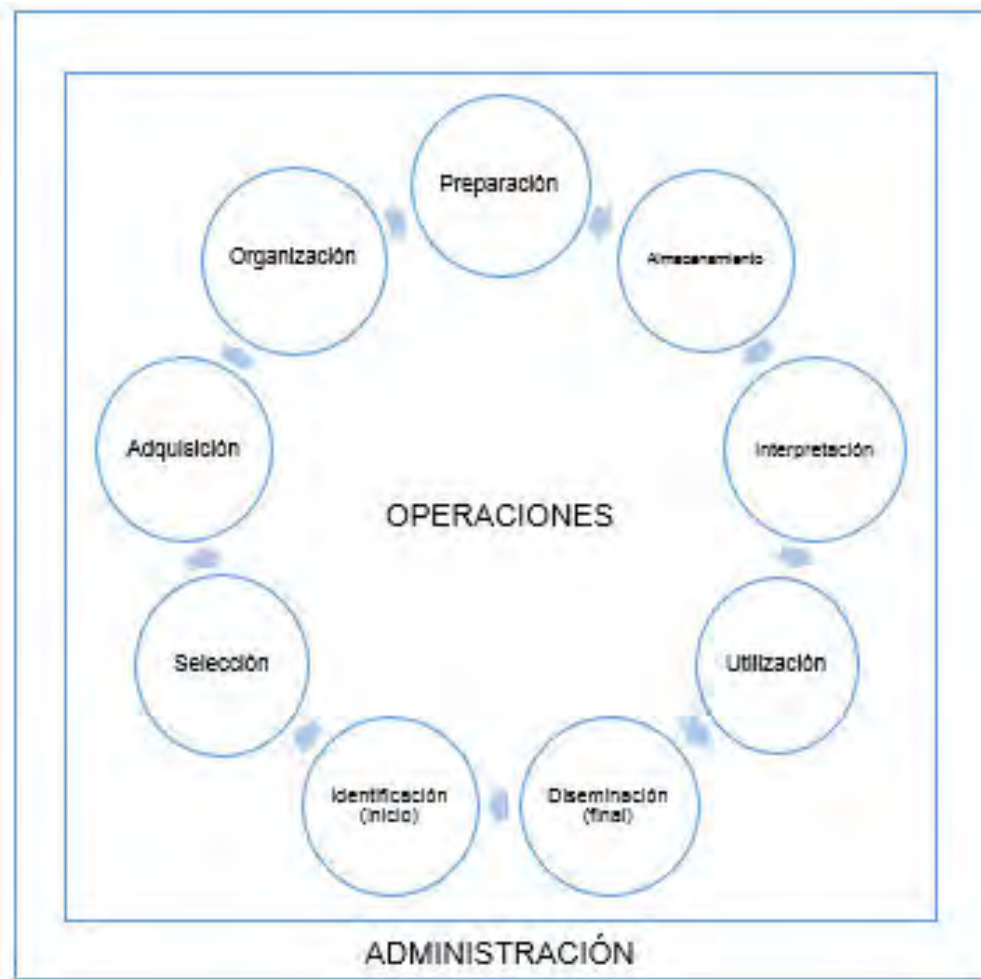 Preparación
Organización
Almacenamiento
Adquisición
Interpretación
OPERACIONES
Selección
Utilización
Identificación
(inicio)
Diseminación
(final)
ADMINISTRACIÓN